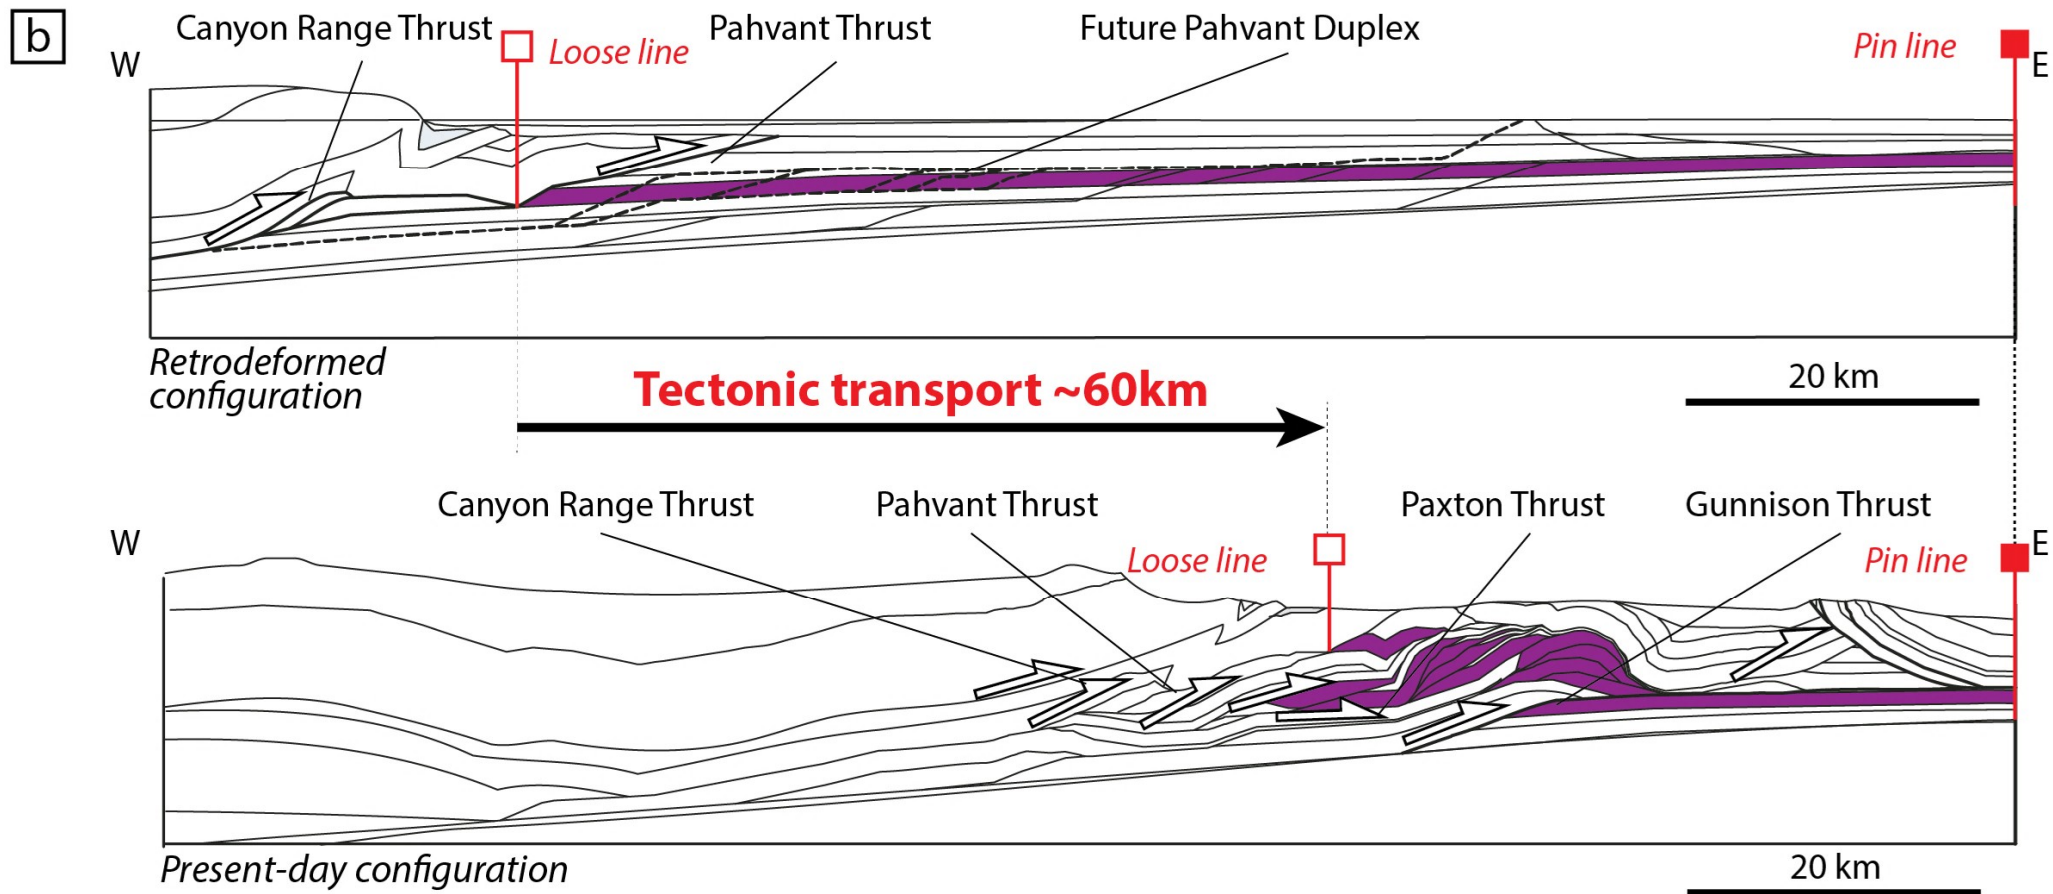 b
Canyon Range Thrust
Loose line
Pahvant Thrust
Future Pahvant Duplex
Pin line
W
E
Retrodeformed
configuration
Tectonic transport ~60km
20 km
Canyon Range Thrust
Pahvant Thrust
Paxton Thrust
Gunnison Thrust
W
E
Loose line
Pin line
Present-day configuration
20 km